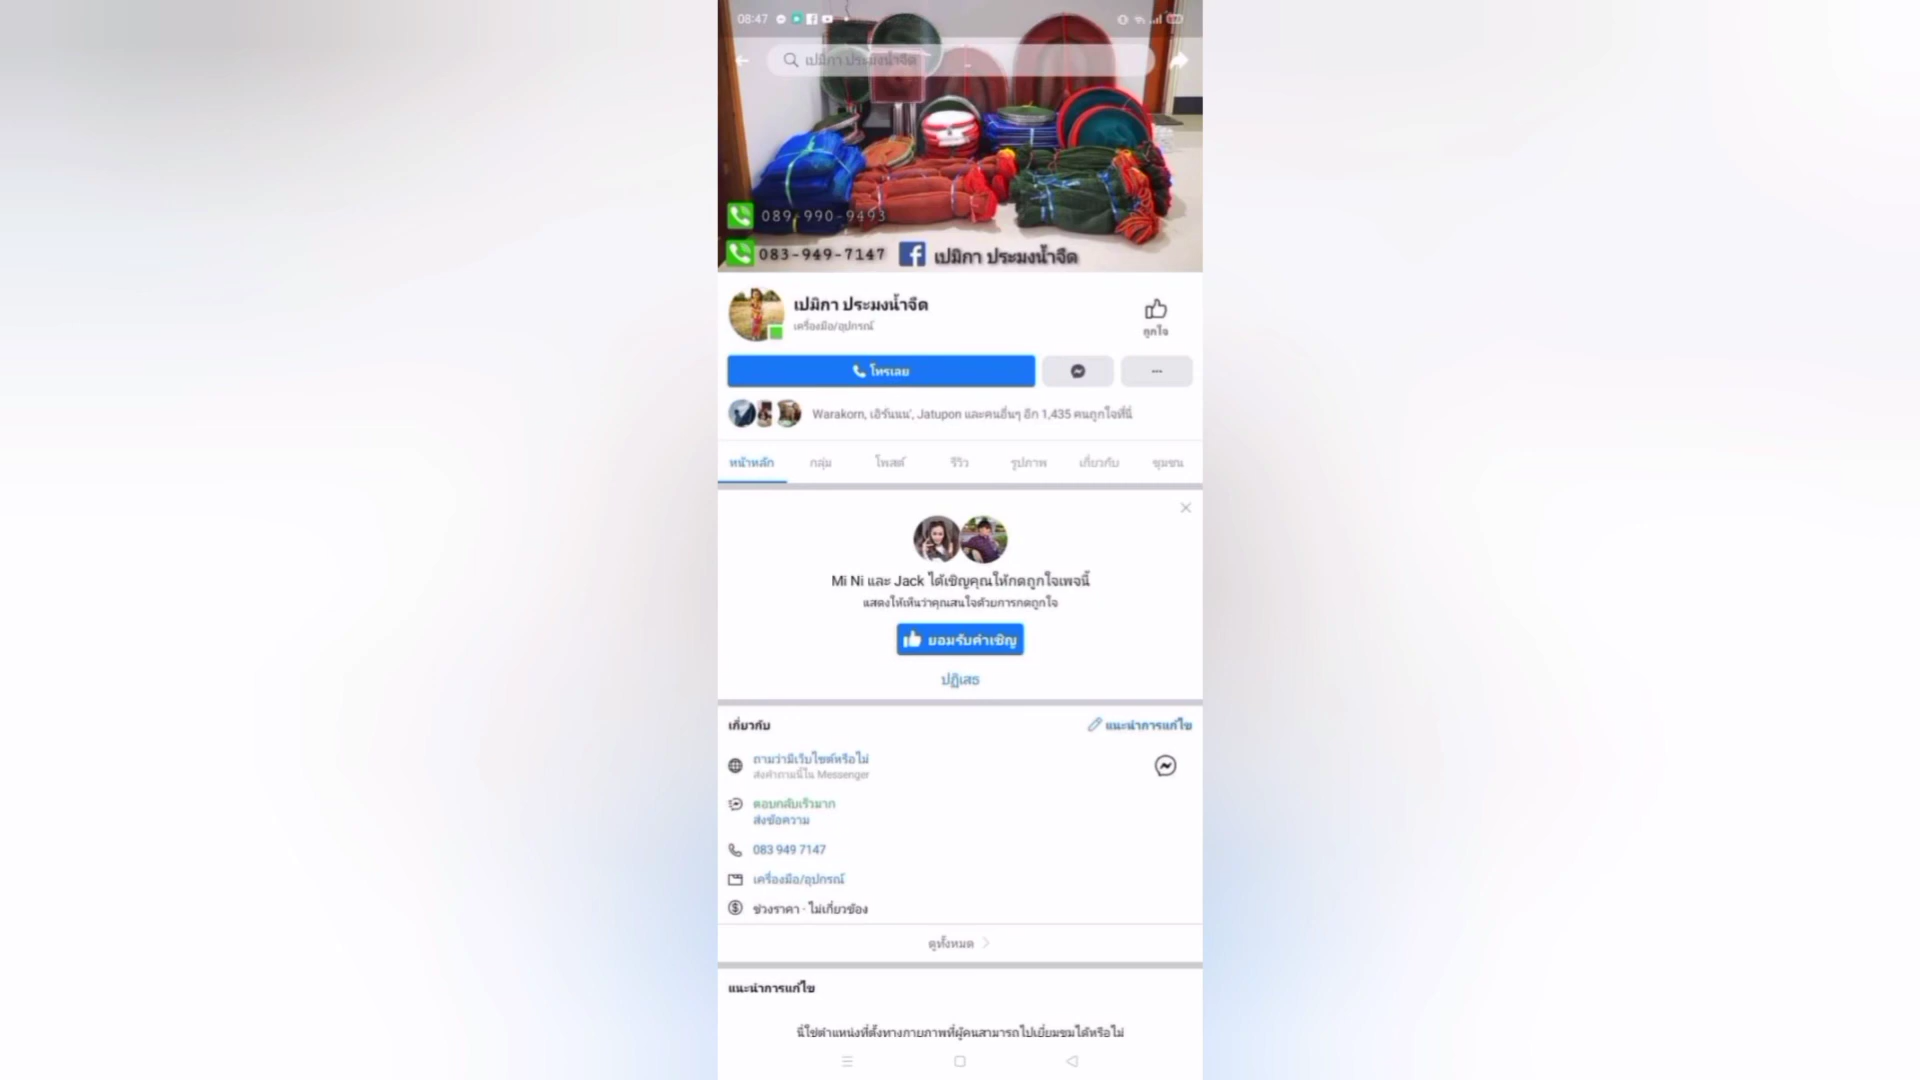 08:47
เปมิกา ประมงน้ำจืด
089-990-9493
083-949-7147
เปมิกา ประมงน้ำจืด
เปมิกา ประมงน้ำจืด
เครื่องมือ/อุปกรณ์
ถูกใจ
โทรเลย
Warakorn, เอิร์นนน', Jatupon และคนอื่นๆ อีก 1,435 คนถูกใจที่นี่
หน้าหลัก กลุ่ม โพสต์ รีวิว รูปภาพ เกี่ยวกับ ชุมชน
Mi Ni และ Jack ได้เชิญคุณให้กดถูกใจเพจนี้
แสดงให้เห็นว่าคุณสนใจด้วยการกดถูกใจ
ยอมรับคำเชิญ
ปฏิเสธ
เกี่ยวกับ แนะนำการแก้ไข
ถามว่ามีเว็บไซต์หรือไม่
ส่งคำถามนี้ใน Messenger
ตอบกลับเร็วมาก
ส่งข้อความ
083 949 7147
เครื่องมือ/อุปกรณ์
ช่วงราคา · ไม่เกี่ยวข้อง
ดูทั้งหมด
แนะนำการแก้ไข
นี่ใช่ตำแหน่งที่ตั้งทางกายภาพที่ผู้คนสามารถไปเยี่ยมชมได้หรือไม่